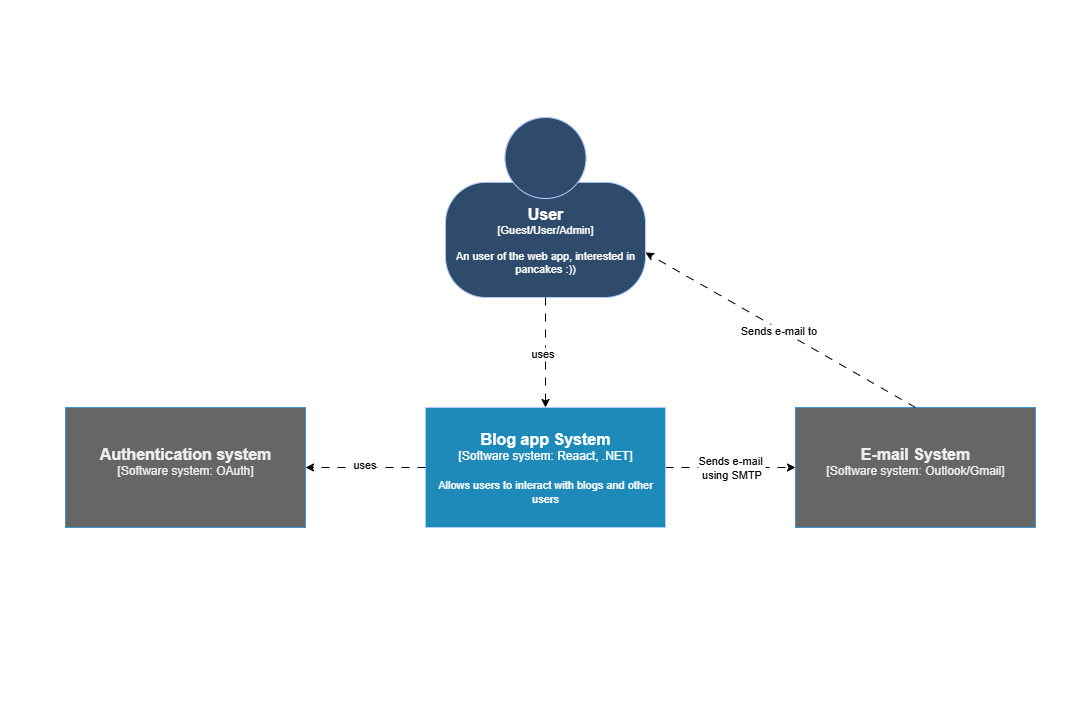 User
[Guest/User/Admin]
An user of the web app, interested in
pancakes :))
Sends e-mail to
uses
Authentication system
[Software system: OAuth]
uses
Blog app System
[Software system: Reaact, .NET]
Allows users to interact with blogs and other
users
Sends e-mail
using SMTP
E-mail System
[Software system: Outlook/Gmail]